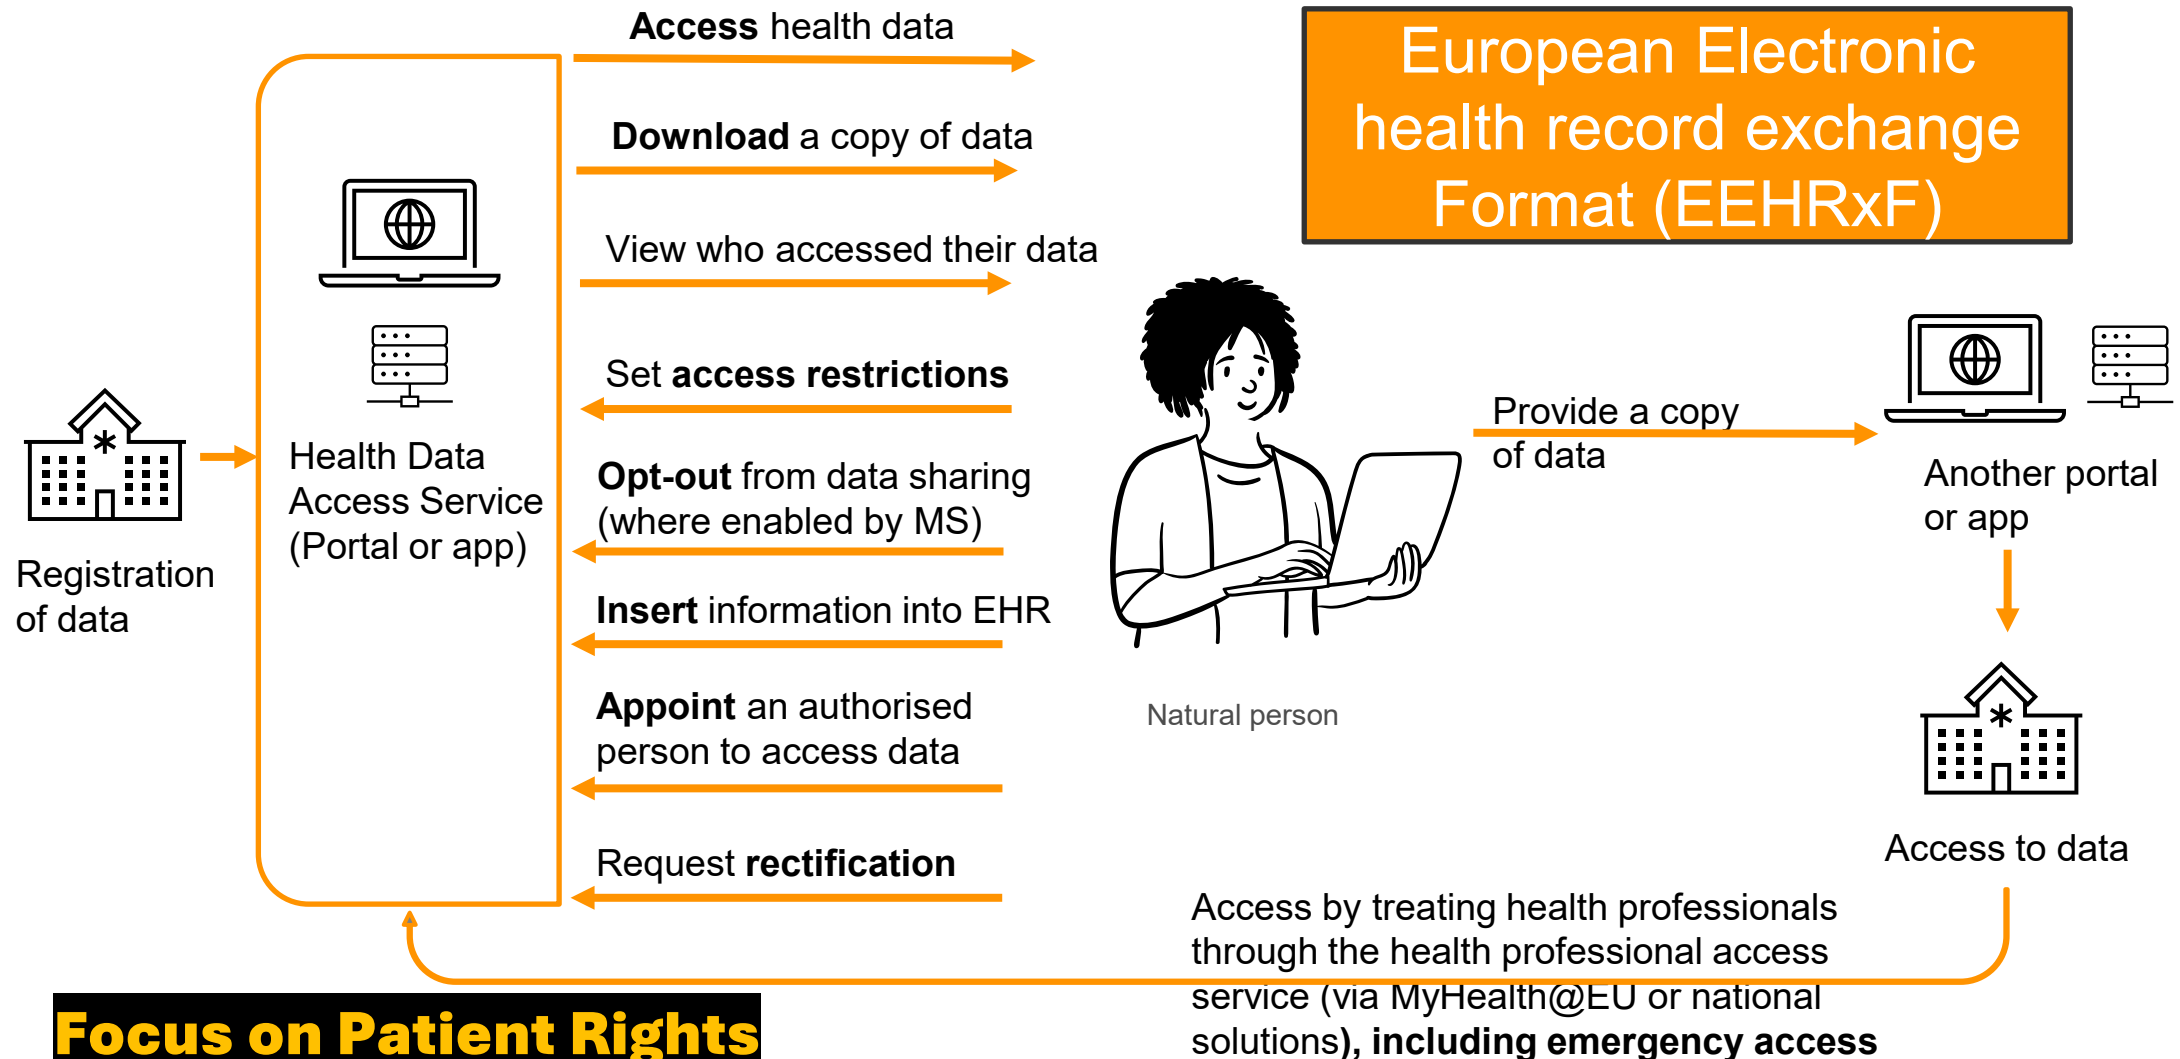 Access health data
Download a copy of data
View who accessed their data
Set access restrictions
Opt-out from data sharing
(where enabled by MS)
Insert information into EHR
Appoint an authorised
person to access data
Request rectification
European Electronic
health record exchange
Format (EEHRxF)
Health Data
Access Service
(Portal or app)
Registration
of data
Natural person
Provide a copy
of data
Another portal
or app
Access to data
Access by treating health professionals
through the health professional access
service (via MyHealth@EU or national
solutions), including emergency access
Focus on Patient Rights